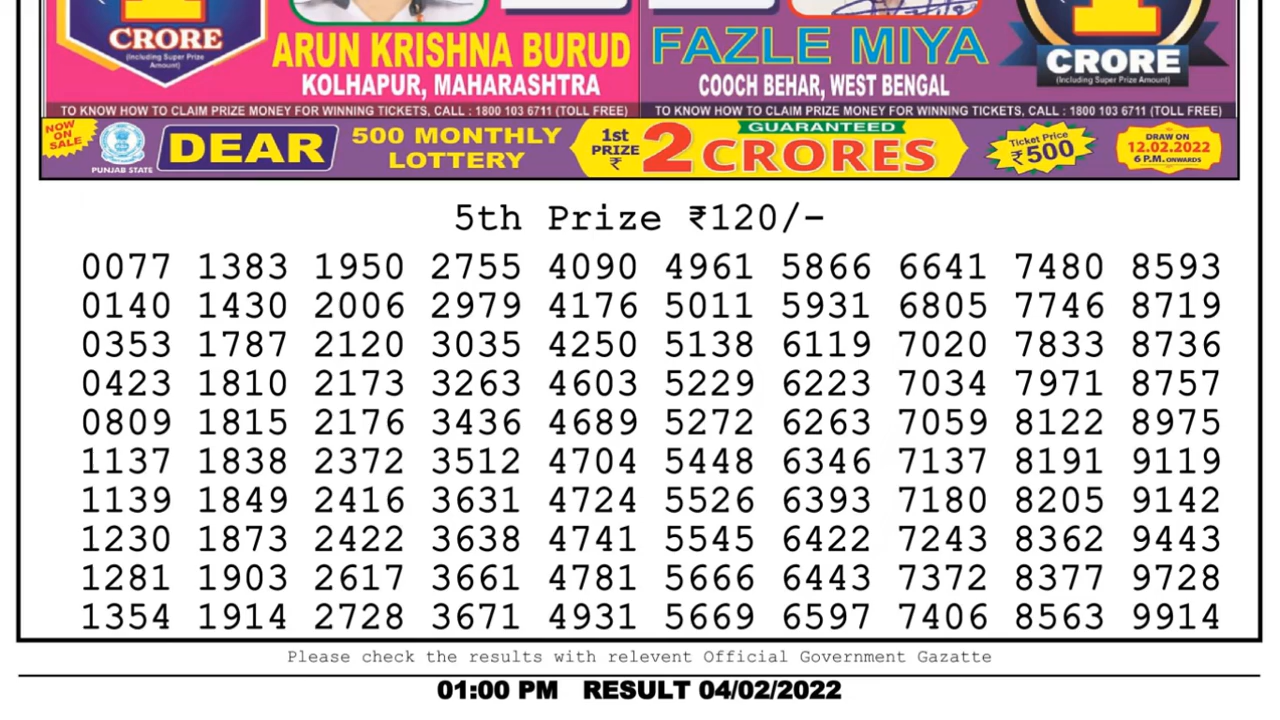 CRORE
(Including Super Prize Amount)
ARUN KRISHNA BURUD
KOLHAPUR, MAHARASHTRA
FAZLE MIYA
COOCH BEHAR, WEST BENGAL
CRORE
(Including Super Prize Amount)
TO KNOW HOW TO CLAIM PRIZE MONEY FOR WINNING TICKETS, CALL : 1800 103 6711 (TOLL FREE)
TO KNOW HOW TO CLAIM PRIZE MONEY FOR WINNING TICKETS, CALL : 1800 103 6711 (TOLL FREE)
NOW ON SALE
PUNJAB STATE
DEAR
500 MONTHLY
LOTTERY
1st
PRIZE
₹
GUARANTEED
2 CRORES
Ticket Price
₹500
DRAW ON
12.02.2022
6 P.M. ONWARDS
5th Prize ₹120/-
0077 1383 1950 2755 4090 4961 5866 6641 7480 8593
0140 1430 2006 2979 4176 5011 5931 6805 7746 8719
0353 1787 2120 3035 4250 5138 6119 7020 7833 8736
0423 1810 2173 3263 4603 5229 6223 7034 7971 8757
0809 1815 2176 3436 4689 5272 6263 7059 8122 8975
1137 1838 2372 3512 4704 5448 6346 7137 8191 9119
1139 1849 2416 3631 4724 5526 6393 7180 8205 9142
1230 1873 2422 3638 4741 5545 6422 7243 8362 9443
1281 1903 2617 3661 4781 5666 6443 7372 8377 9728
1354 1914 2728 3671 4931 5669 6597 7406 8563 9914
Please check the results with relevent Official Government Gazatte
01:00 PM RESULT 04/02/2022